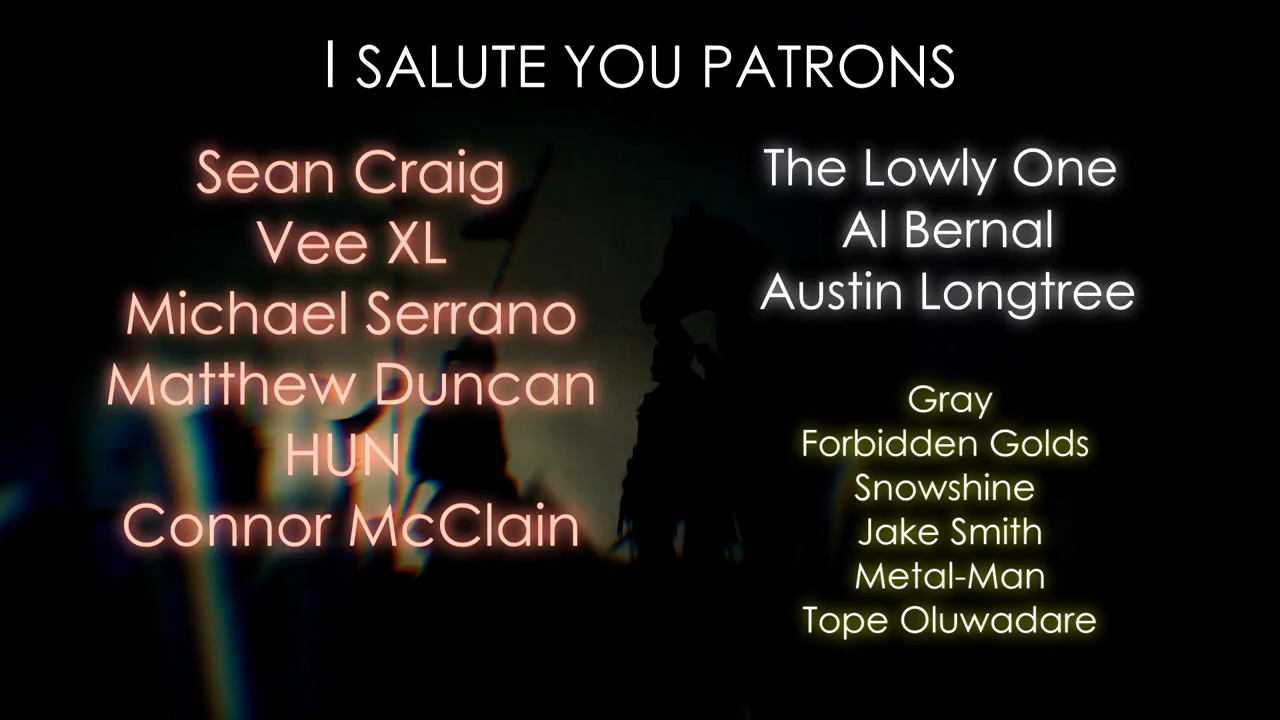 I SALUTE YOU PATRONS
Sean Craig
Vee XL
Michael Serrano
Matthew Duncan
HUN
Connor McClain
The Lowly One
Al Bernal
Austin Longtree
Gray
Forbidden Golds
Snowshine
Jake Smith
Metal-Man
Tope Oluwadare